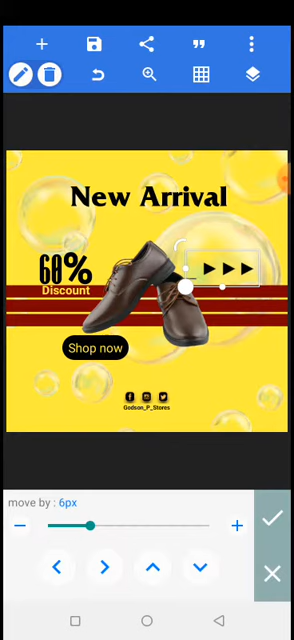 New Arrival
60%
Discount
Shop now
Godson_P_Stores
move by : 6px